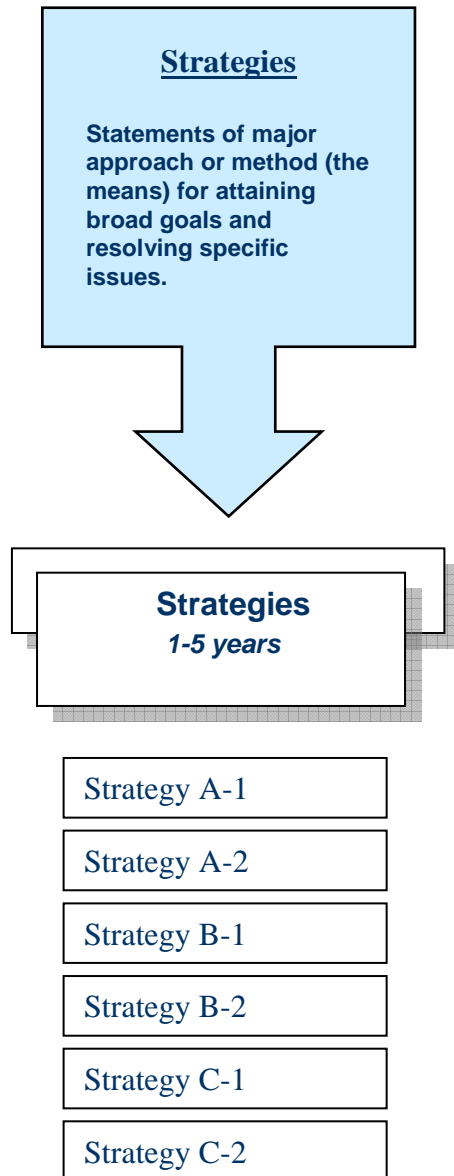 Strategies
Statements of major
approach or method (the
means) for attaining
broad goals and
resolving specific
issues.
Strategies
1-5 years
Strategy A-1
Strategy A-2
Strategy B-1
Strategy B-2
Strategy C-1
Strategy C-2